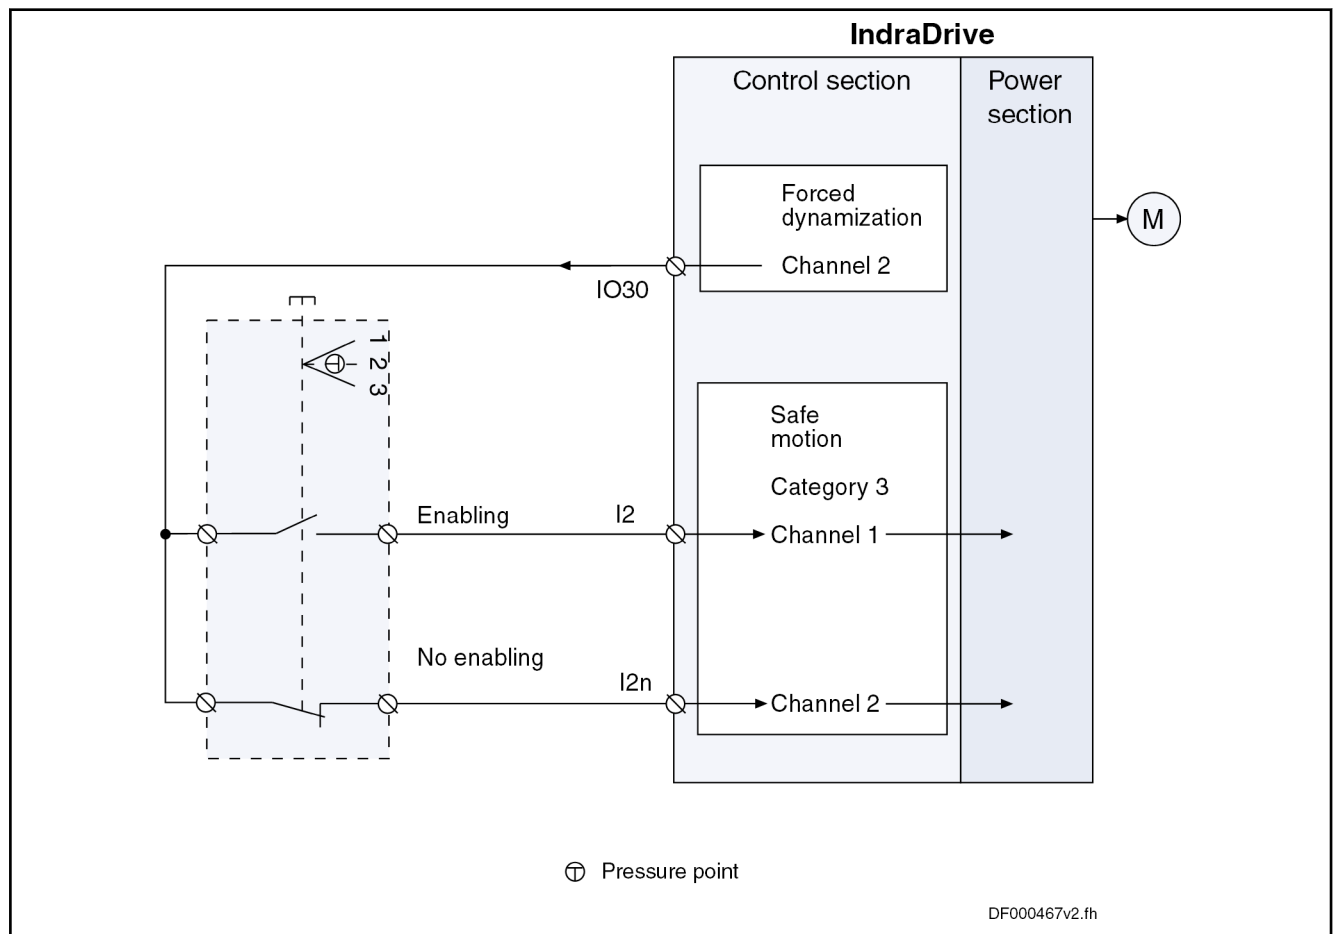 IndraDrive
Control section
Power
section
Forced
dynamization
Channel 2
M
IO30
1
2
3
Safe
motion
Category 3
Enabling
I2
Channel 1
No enabling
I2n
Channel 2
Pressure point
DF000467v2.fh